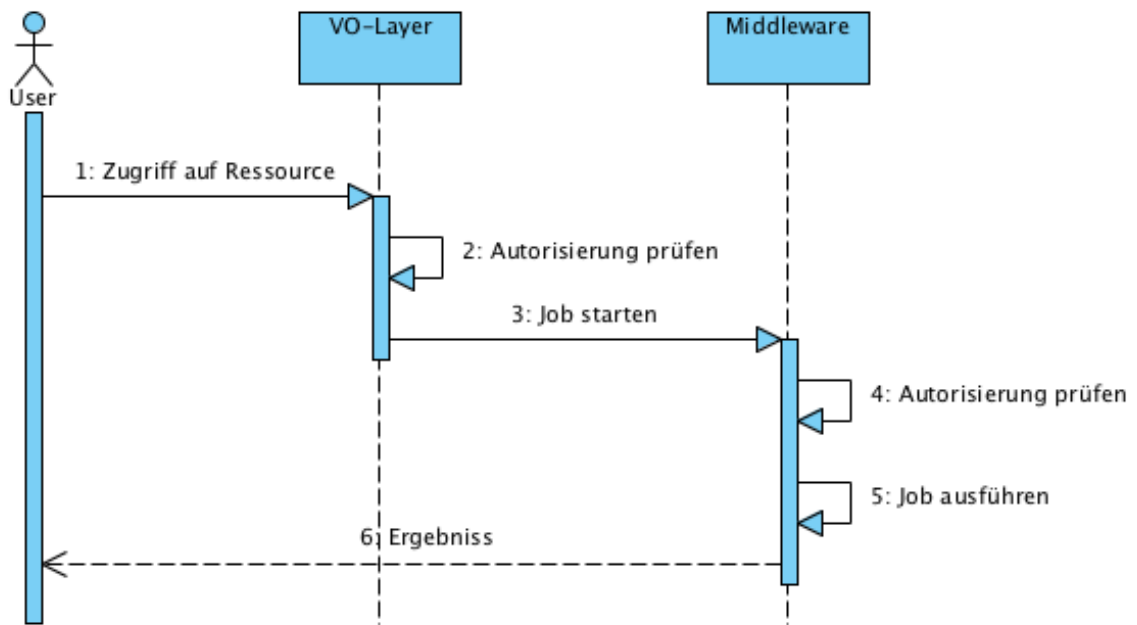 VO-Layer
Middleware
User
1: Zugriff auf Ressource
2: Autorisierung prüfen
3: Job starten
4: Autorisierung prüfen
5: Job ausführen
6: Ergebniss